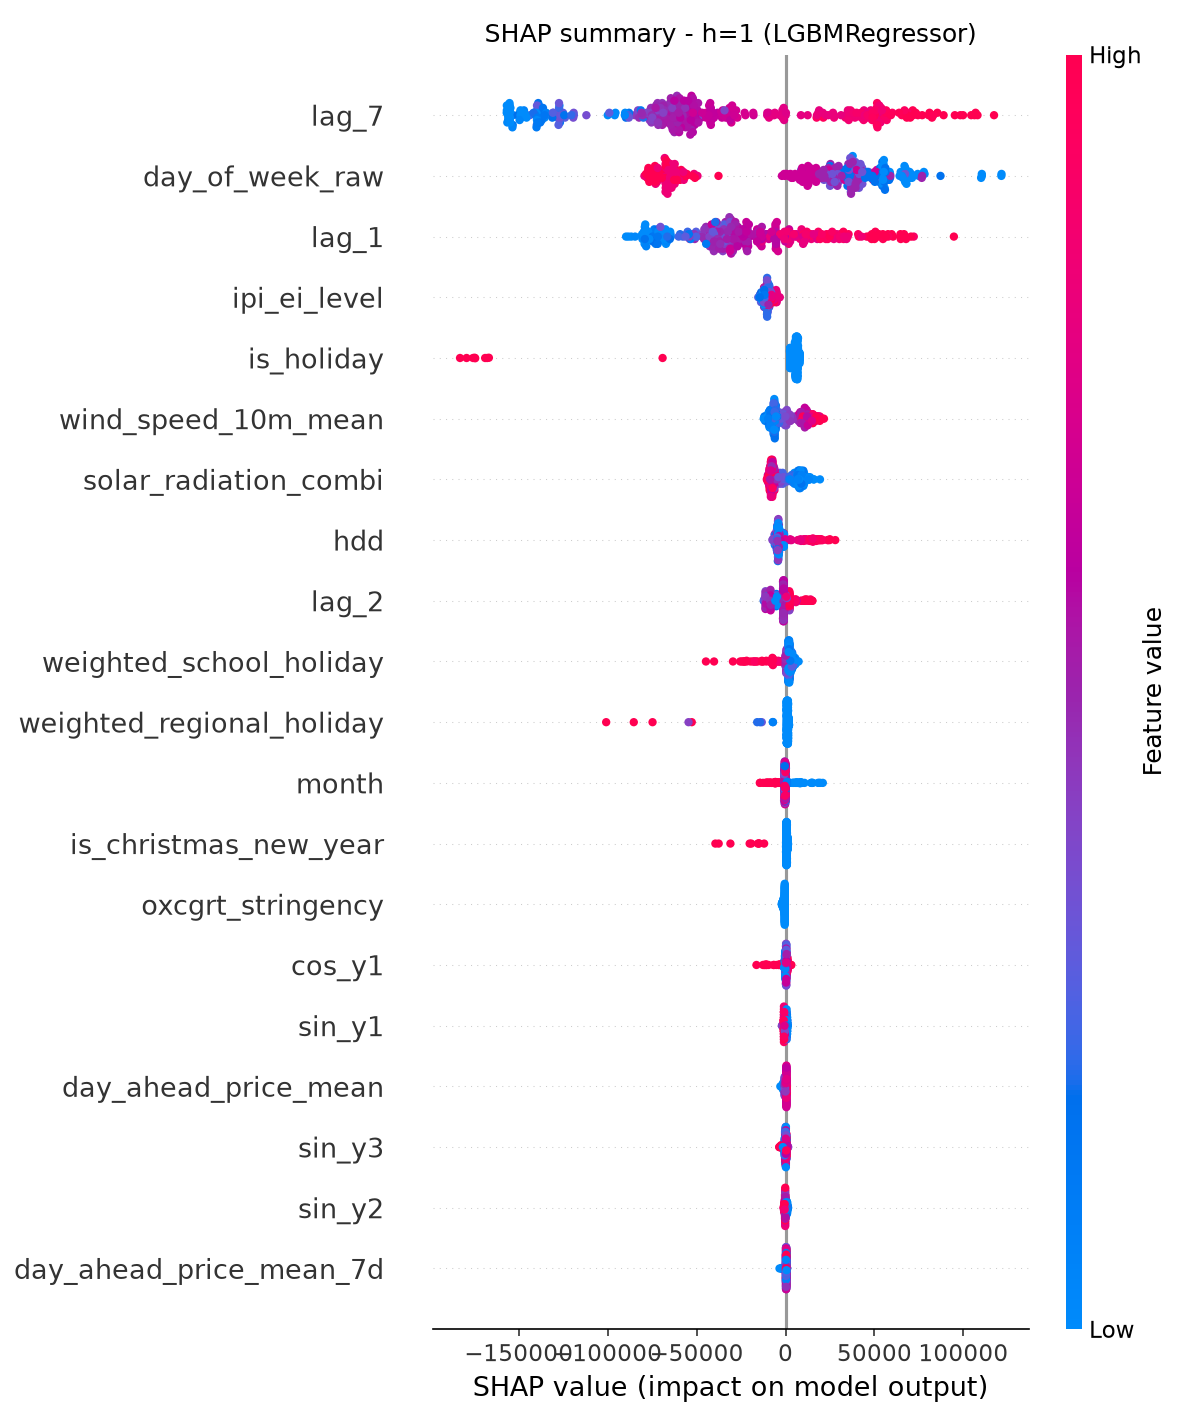 SHAP summary - h=1 (LGBMRegressor)
High
lag_7
day_of_week_raw
lag_1
ipi_ei_level
is_holiday
wind_speed_10m_mean
solar_radiation_combi
hdd
lag_2
weighted_school_holiday
weighted_regional_holiday
month
is_christmas_new_year
oxcgrt_stringency
cos_y1
sin_y1
day_ahead_price_mean
sin_y3
sin_y2
day_ahead_price_mean_7d
Feature value
Low
−150000 −100000 −50000 0 50000 100000
SHAP value (impact on model output)